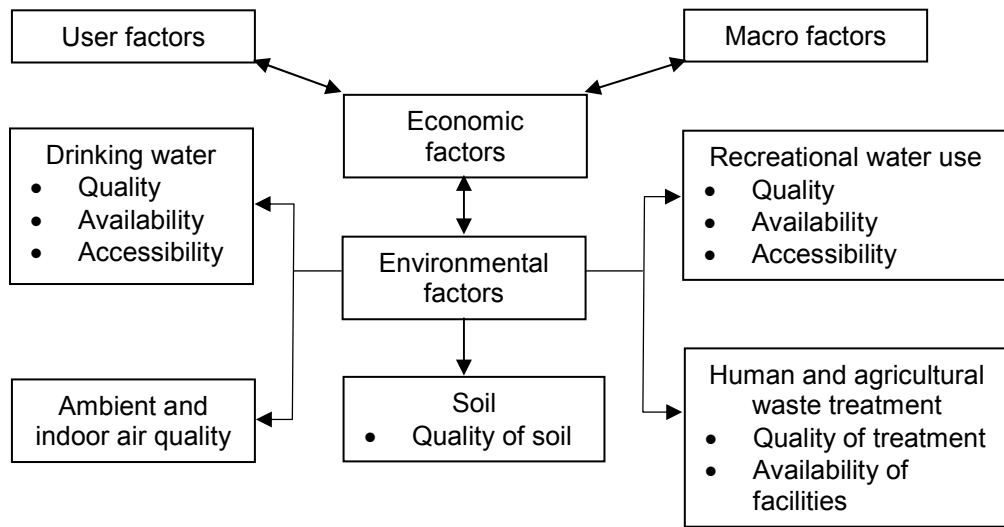 User factors
Macro factors
Economic
factors
Drinking water
• Quality
• Availability
• Accessibility
Recreational water use
• Quality
• Availability
• Accessibility
Environmental
factors
Ambient and
indoor air quality
Soil
• Quality of soil
Human and agricultural
waste treatment
• Quality of treatment
• Availability of
facilities